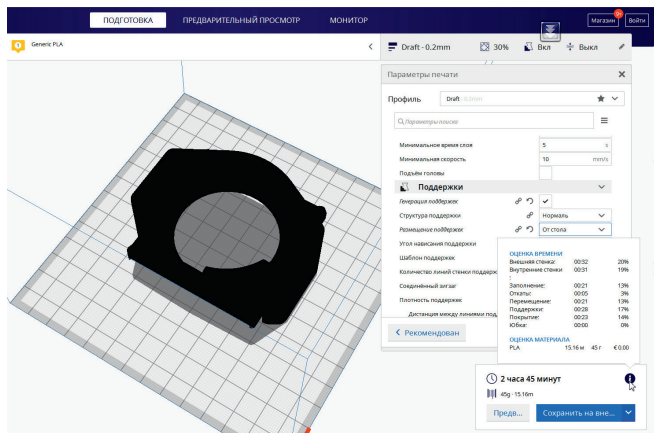 ПОДГОТОВКА ПРЕДВАРИТЕЛЬНЫЙ ПРОСМОТР МОНИТОР Магазин Войти
Generic PLA Draft - 0.2mm 30% Вкл Выкл
Параметры печати
Профиль Draft - 0.2mm
Параметры поиска
Минимальное время слоя 5 s
Минимальная скорость 10 mm/s
Подъём головы
Поддержки
Генерация поддержек
Структура поддержки Нормаль
Размещение поддержек От стола
Угол нависания поддержки
Шаблон поддержек
Количество линий стенки поддерж
Соединённый зигзаг
Плотность поддержек
Дистанция между линиями под
Рекомендован
ОЦЕНКА ВРЕМЕНИ
Внешняя стенка: 00:32 20%
Внутренние стенки 00:31 19%
:
Заполнение: 00:21 13%
Откаты: 00:05 3%
Перемещение: 00:21 13%
Поддержки: 00:28 17%
Покрытие: 00:23 14%
Юбка: 00:00 0%
ОЦЕНКА МАТЕРИАЛА
PLA 15.16 м 45 г € 0.00
2 часа 45 минут
45g · 15.16m
Предв... Сохранить на вне...